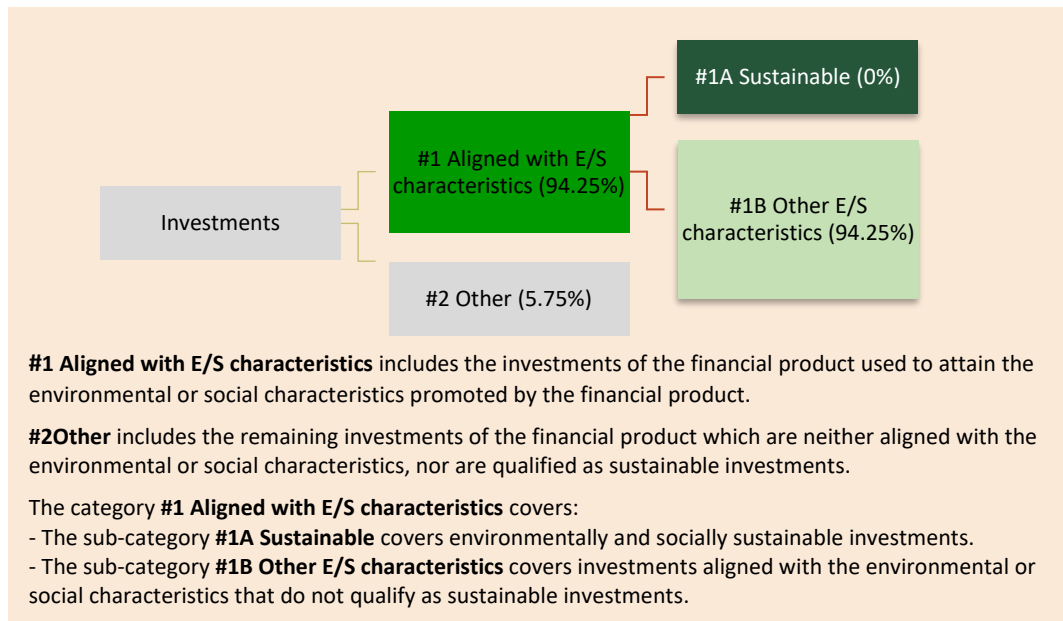 #1A Sustainable (0%)
#1 Aligned with E/S
characteristics (94.25%)
#1B Other E/S
characteristics (94.25%)
Investments
#2 Other (5.75%)
#1 Aligned with E/S characteristics includes the investments of the financial product used to attain the
environmental or social characteristics promoted by the financial product.
#2Other includes the remaining investments of the financial product which are neither aligned with the
environmental or social characteristics, nor are qualified as sustainable investments.
The category #1 Aligned with E/S characteristics covers:
- The sub-category #1A Sustainable covers environmentally and socially sustainable investments.
- The sub-category #1B Other E/S characteristics covers investments aligned with the environmental or
social characteristics that do not qualify as sustainable investments.